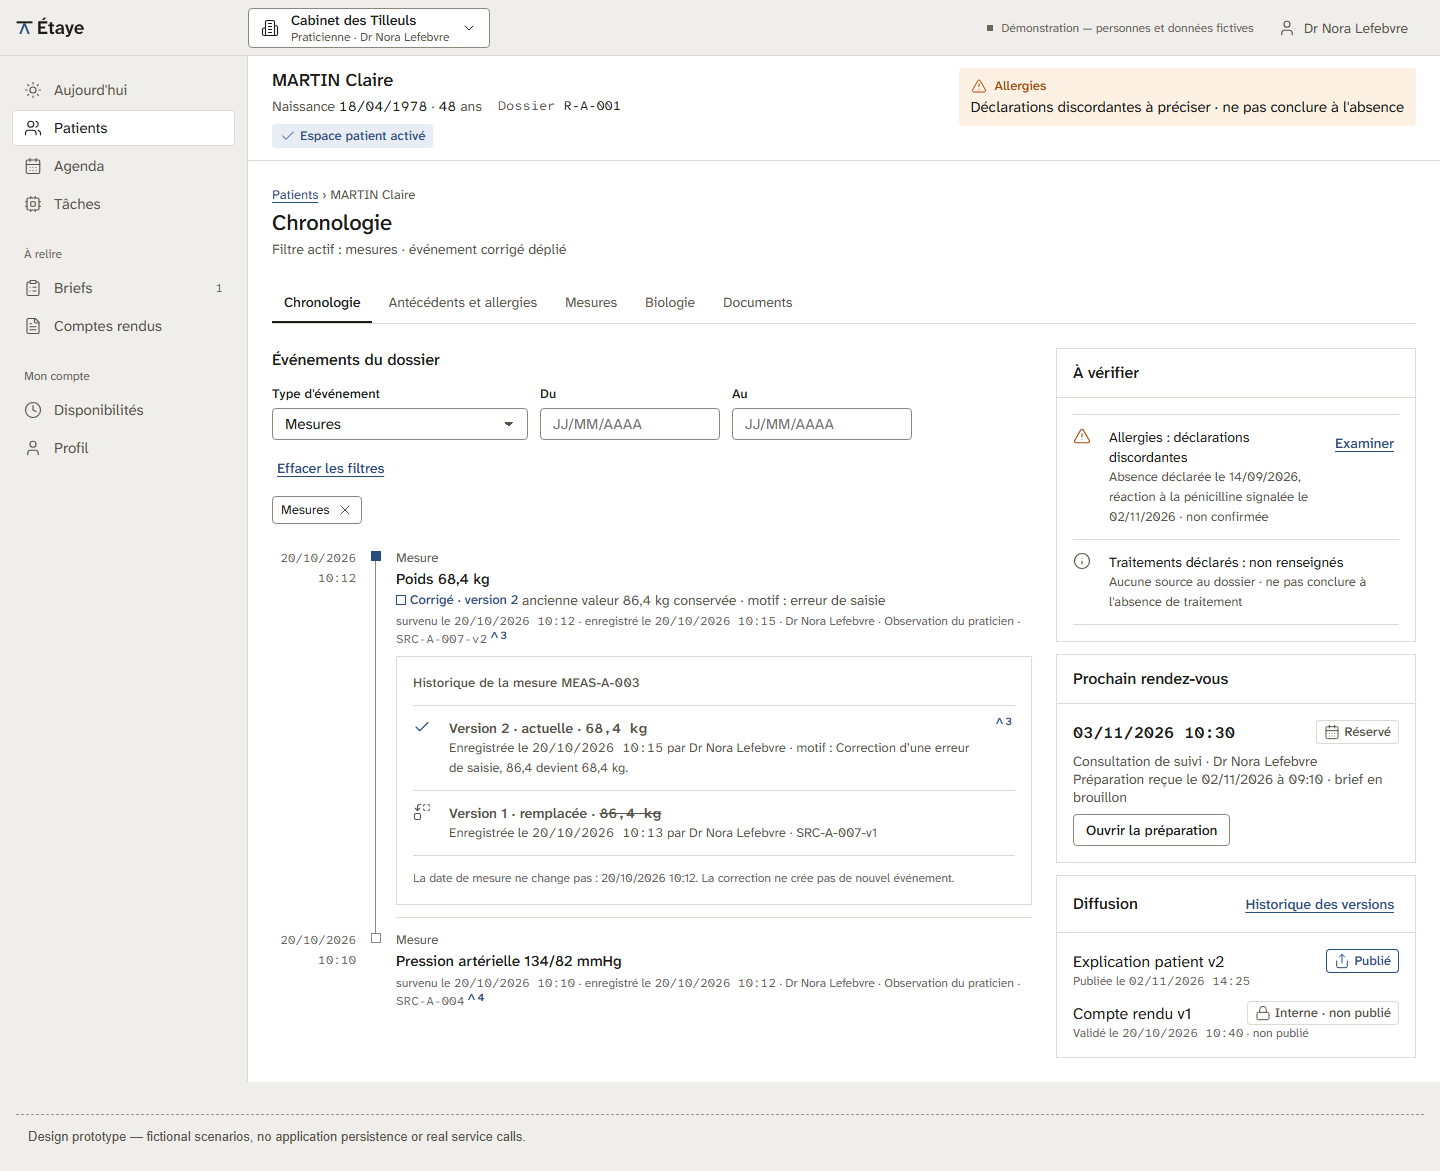 Étaye
Cabinet des Tilleuls
Praticienne · Dr Nora Lefebvre
Démonstration — personnes et données fictives
Dr Nora Lefebvre
Aujourd'hui
Patients
Agenda
Tâches
À relire
Briefs 1
Comptes rendus
Mon compte
Disponibilités
Profil
MARTIN Claire
Naissance 18/04/1978 · 48 ans Dossier R-A-001
Espace patient activé
Allergies
Déclarations discordantes à préciser · ne pas conclure à l'absence
Patients › MARTIN Claire
Chronologie
Filtre actif : mesures · événement corrigé déplié
Chronologie Antécédents et allergies Mesures Biologie Documents
Événements du dossier
Type d'événement Du Au
Mesures JJ/MM/AAAA JJ/MM/AAAA
Effacer les filtres
Mesures
20/10/2026
10:12
Mesure
Poids 68,4 kg
Corrigé · version 2 ancienne valeur 86,4 kg conservée · motif : erreur de saisie
survenu le 20/10/2026 10:12 · enregistré le 20/10/2026 10:15 · Dr Nora Lefebvre · Observation du praticien ·
SRC-A-007-v2 ^3
Historique de la mesure MEAS-A-003
Version 2 · actuelle · 68,4 kg ^3
Enregistrée le 20/10/2026 10:15 par Dr Nora Lefebvre · motif : Correction d'une erreur
de saisie, 86,4 devient 68,4 kg.
Version 1 · remplacée · 86,4 kg
Enregistrée le 20/10/2026 10:13 par Dr Nora Lefebvre · SRC-A-007-v1
La date de mesure ne change pas : 20/10/2026 10:12. La correction ne crée pas de nouvel événement.
20/10/2026
10:10
Mesure
Pression artérielle 134/82 mmHg
survenu le 20/10/2026 10:10 · enregistré le 20/10/2026 10:12 · Dr Nora Lefebvre · Observation du praticien ·
SRC-A-004 ^4
À vérifier
Allergies : déclarations
discordantes
Examiner
Absence déclarée le 14/09/2026,
réaction à la pénicilline signalée le
02/11/2026 · non confirmée
Traitements déclarés : non renseignés
Aucune source au dossier · ne pas conclure à
l'absence de traitement
Prochain rendez-vous
03/11/2026 10:30 Réservé
Consultation de suivi · Dr Nora Lefebvre
Préparation reçue le 02/11/2026 à 09:10 · brief en
brouillon
Ouvrir la préparation
Diffusion Historique des versions
Explication patient v2 Publié
Publiée le 02/11/2026 14:25
Compte rendu v1 Interne · non publié
Validé le 20/10/2026 10:40 · non publié
Design prototype — fictional scenarios, no application persistence or real service calls.